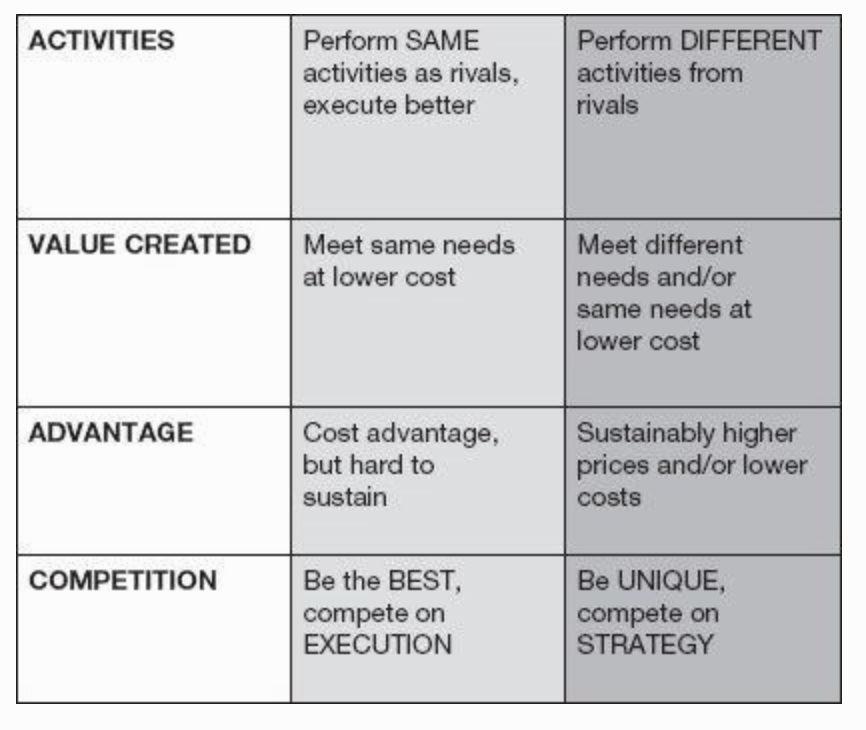 ACTIVITIES
Perform SAME
activities as rivals,
execute better
Perform DIFFERENT
activities from
rivals
VALUE CREATED
Meet same needs
at lower cost
Meet different
needs and/or
same needs at
lower cost
ADVANTAGE
Cost advantage,
but hard to
sustain
Sustainably higher
prices and/or lower
costs
COMPETITION
Be the BEST,
compete on
EXECUTION
Be UNIQUE,
compete on
STRATEGY